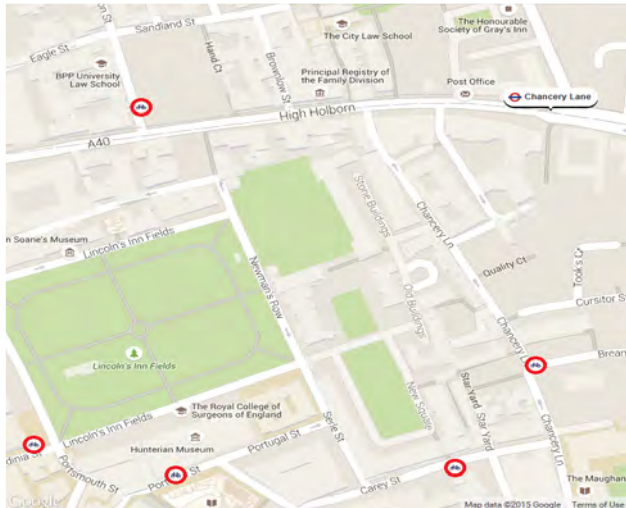 Sandland St
Eagle St
Hand Ct
The City Law School
The Honourable
Society of Gray's Inn
BPP University
Law School
Brownlow St
Principal Registry of
the Family Division
Post Office
Chancery Lane
High Holborn
A40
Stone Buildings
Chancery Ln
Soane's Museum
Lincoln's Inn Fields
Newman's Row
Quality Ct
Took's Ct
Old Buildings
Cursitor St
Chancery
Lincoln's Inn Fields
New Square
Star Yard
Star Yard
Chancery Ln
The Royal College of
Surgeons of England
Lincoln's Inn Fields
Serle St
Hunterian Museum
Portugal St
Portsmouth St
St
Carey St
The Maughan
Google
Map data ©2015 Google
Terms of Use